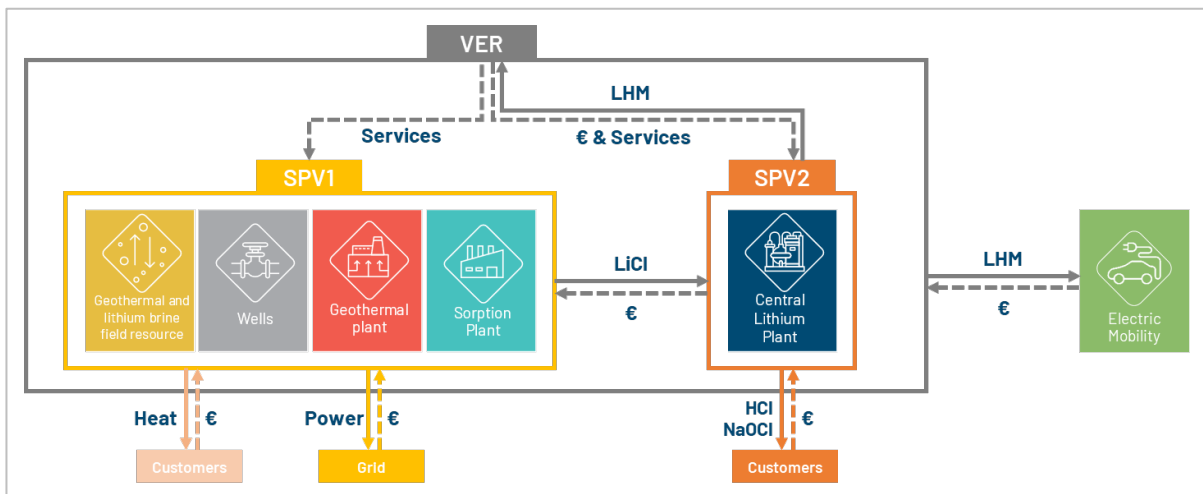 VER
LHM
Services
€ & Services
SPV1
SPV2
Geothermal and
lithium brine
field resource
Wells
Geothermal
plant
Sorption
Plant
LiCl
€
Central
Lithium
Plant
LHM
€
Electric
Mobility
Heat
€
Power
€
HCl
NaOCl
€
Customers
Grld
Customers